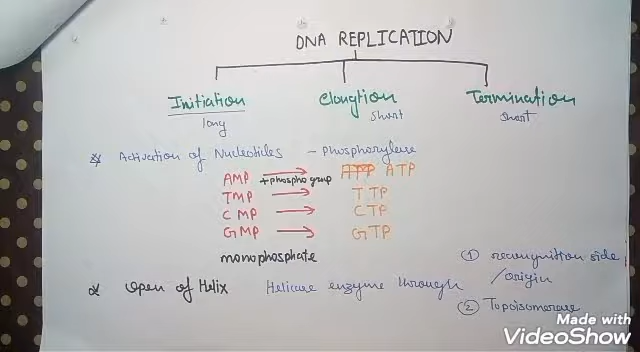 DNA REPLICATION
Initiation Elongtion Termination
long short short
Activation of Nucleotides - Phosphorylase
AMP +phospho group ATP ATP
TMP TTP
CMP CTP
GMP GTP
monophosphate
① recongnition side
/origin
Open of Helix Helicase enzyme through
② Topoisomerase
Made with
VideoShow